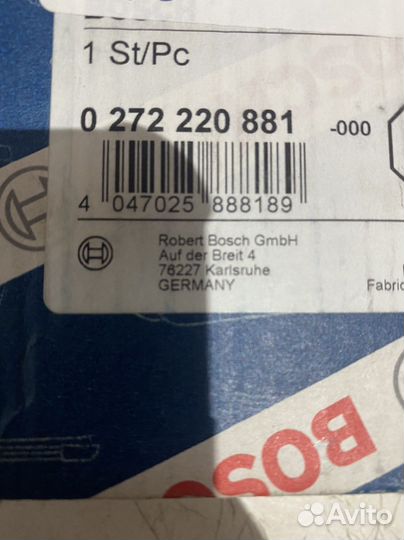 1 St/Pc
0 272 220 881 -000
4 047025 888189
Robert Bosch GmbH
Auf der Breit 4
76227 Karlsruhe
GERMANY
Fabric
BOSC
Avito